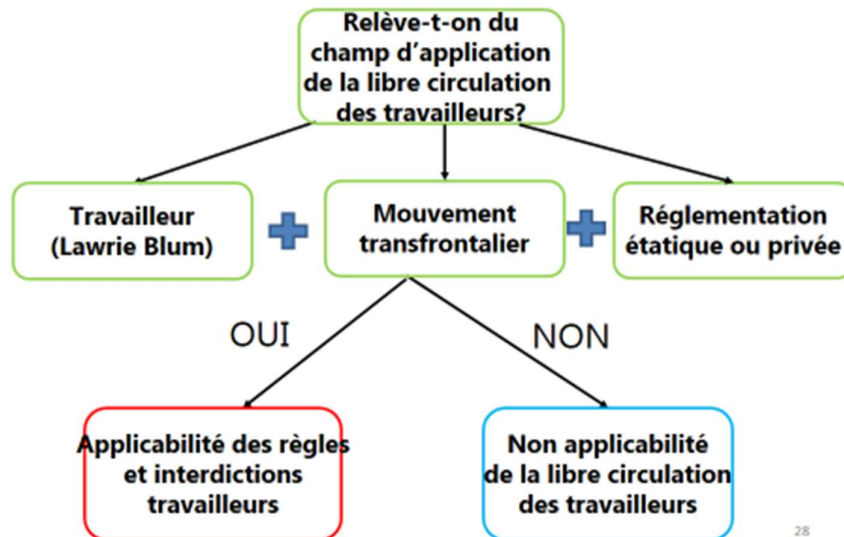 Relève-t-on du
champ d’application
de la libre circulation
des travailleurs?
Travailleur
(Lawrie Blum)
Mouvement
transfrontalier
Réglementation
étatique ou privée
OUI
NON
Applicabilité des règles
et interdictions
travailleurs
Non applicabilité
de la libre circulation
des travailleurs
28